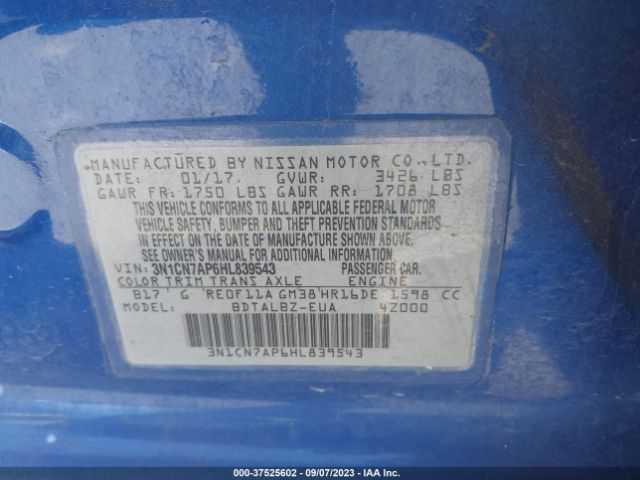 MANUFACTURED BY NISSAN MOTOR CO., LTD.
DATE: 01/17. GVWR: 3426 LBS
GAWR FR: 1750 LBS GAWR RR: 1708 LBS
THIS VEHICLE CONFORMS TO ALL APPLICABLE FEDERAL MOTOR
VEHICLE SAFETY, BUMPER AND THEFT PREVENTION STANDARDS
IN EFFECT ON THE DATE OF MANUFACTURE SHOWN ABOVE.
SEE OWNERS MANUAL FOR ADDITIONAL INFORMATION.
VIN: 3N1CN7AP6HL839543 PASSENGER CAR.
COLOR TRIM TRANS AXLE ENGINE
B17 G RE0F11A GM38 HR16DE 1598 CC
MODEL: BDTALBZ-EUA 4Z000
3N1CN7AP6HL839543
000-37525602 - 09/07/2023 - IAA Inc.